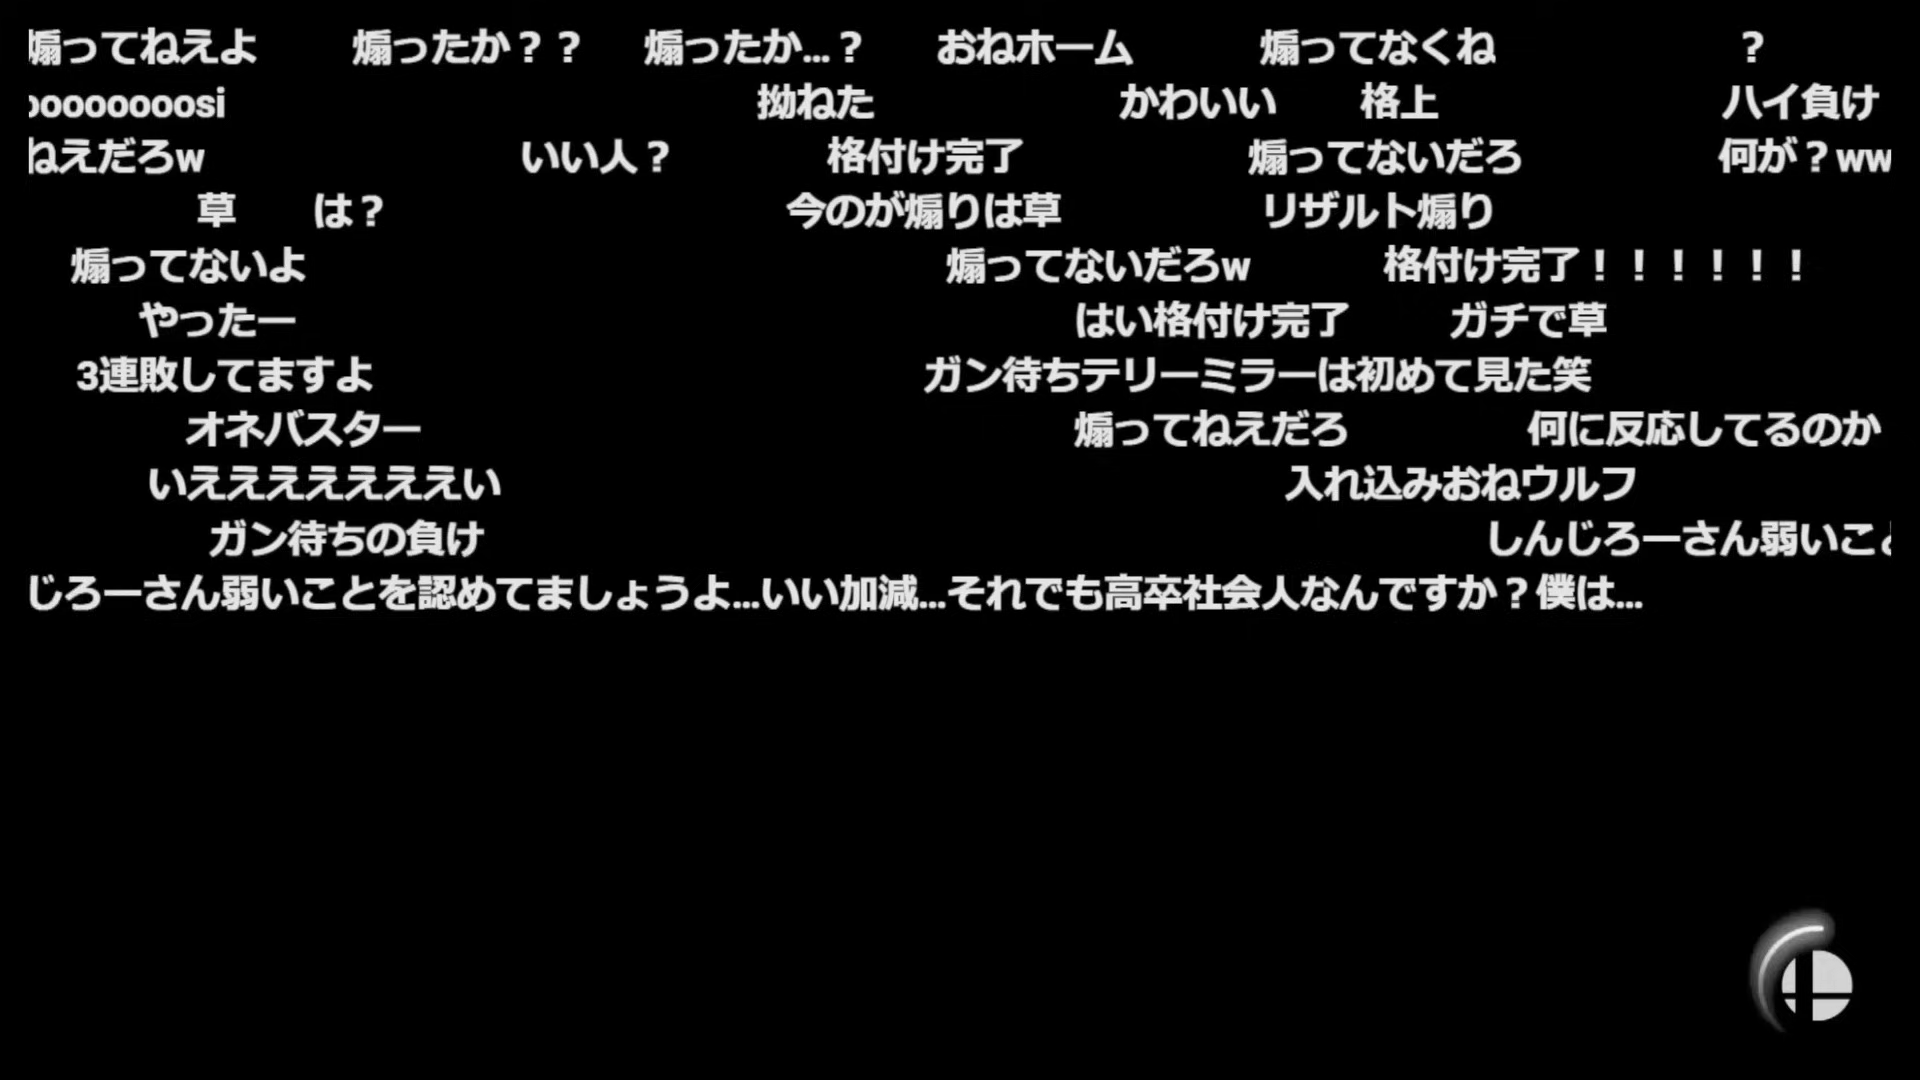 煽ってねえよ 煽ったか？？ 煽ったか...？ おねホーム 煽ってなくね ？
oooooooosi 拗ねた かわいい 格上 ハイ負け
ねえだろw いい人？ 格付け完了 煽ってないだろ 何が？ww
草 は？ 今のが煽りは草 リザルト煽り
煽ってないよ 煽ってないだろw 格付け完了！！！！！！
やったー はい格付け完了 ガチで草
3連敗してますよ ガン待ちテリーミラーは初めて見た笑
オネバスター 煽ってねえだろ 何に反応してるのか
いええええええええい 入れ込みおねウルフ
ガン待ちの負け しんじろーさん弱いこと
じろーさん弱いことを認めてましょうよ...いい加減...それでも高卒社会人なんですか？僕は...